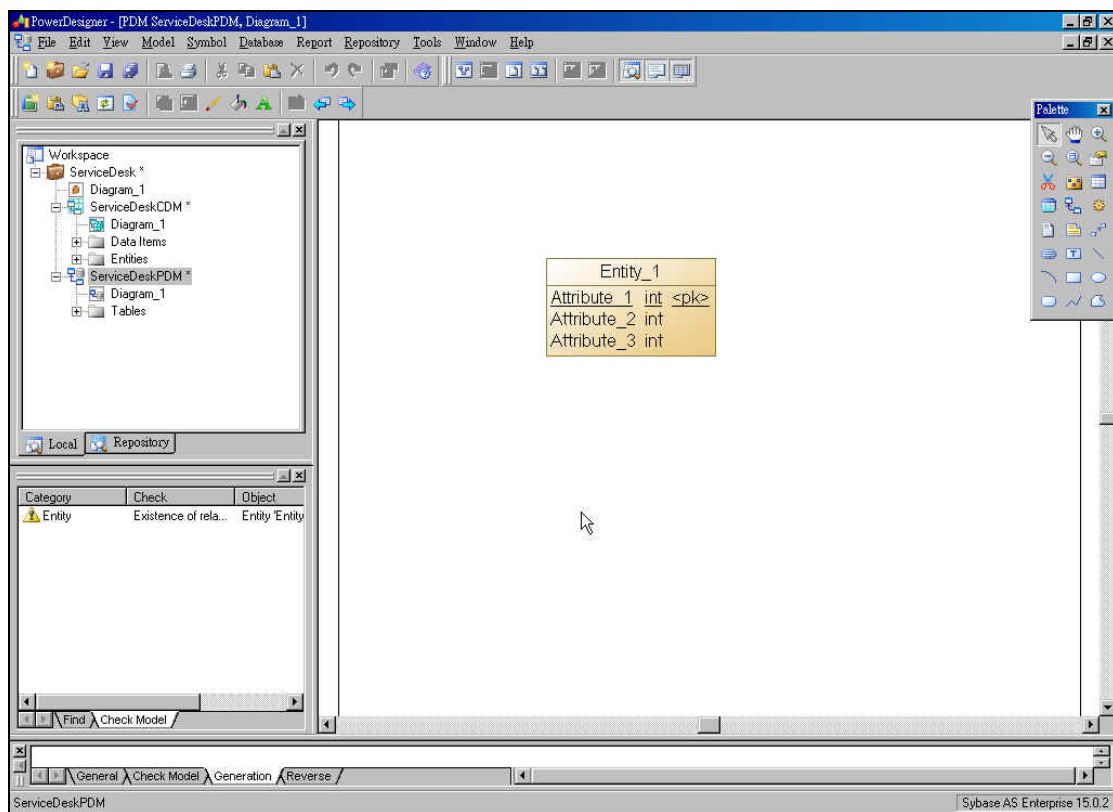 PowerDesigner - [PDM ServiceDeskPDM, Diagram_1]
File Edit View Model Symbol Database Report Repository Tools Window Help
Palette
Workspace
ServiceDesk *
Diagram_1
ServiceDeskCDM *
Diagram_1
Data Items
Entities
ServiceDeskPDM *
Diagram_1
Tables
Local Repository
Entity_1
Attribute_1 int <pk>
Attribute_2 int
Attribute_3 int
Category Check Object
Entity Existence of rela... Entity 'Entity
Find Check Model
General Check Model Generation Reverse
ServiceDeskPDM Sybase AS Enterprise 15.0.2